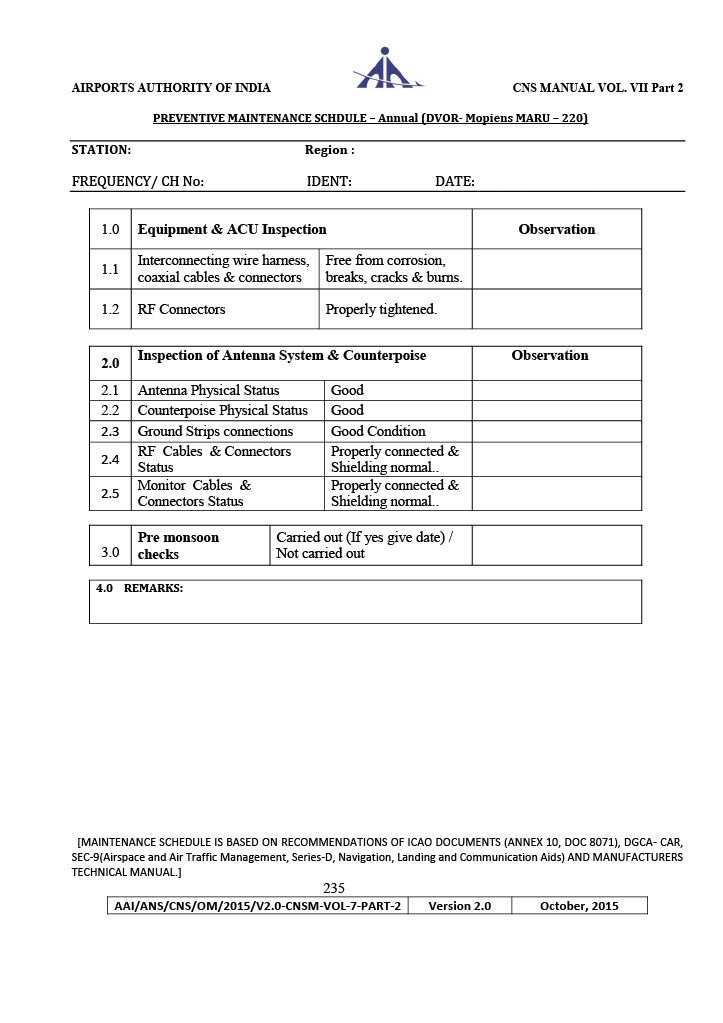 AIRPORTS AUTHORITY OF INDIA CNS MANUAL VOL. VII Part 2
PREVENTIVE MAINTENANCE SCHDULE – Annual (DVOR- Mopiens MARU – 220)
STATION: Region :
FREQUENCY/ CH No: IDENT: DATE:
1.0 Equipment & ACU Inspection Observation
1.1 Interconnecting wire harness, Free from corrosion,
coaxial cables & connectors breaks, cracks & burns.
1.2 RF Connectors Properly tightened.
2.0 Inspection of Antenna System & Counterpoise Observation
2.1 Antenna Physical Status Good
2.2 Counterpoise Physical Status Good
2.3 Ground Strips connections Good Condition
2.4 RF Cables & Connectors Properly connected &
Status Shielding normal..
2.5 Monitor Cables & Properly connected &
Connectors Status Shielding normal..
Pre monsoon Carried out (If yes give date) /
3.0 checks Not carried out
4.0 REMARKS:
[MAINTENANCE SCHEDULE IS BASED ON RECOMMENDATIONS OF ICAO DOCUMENTS (ANNEX 10, DOC 8071), DGCA- CAR,
SEC-9(Airspace and Air Traffic Management, Series-D, Navigation, Landing and Communication Aids) AND MANUFACTURERS
TECHNICAL MANUAL.]
235
AAI/ANS/CNS/OM/2015/V2.0-CNSM-VOL-7-PART-2 Version 2.0 October, 2015